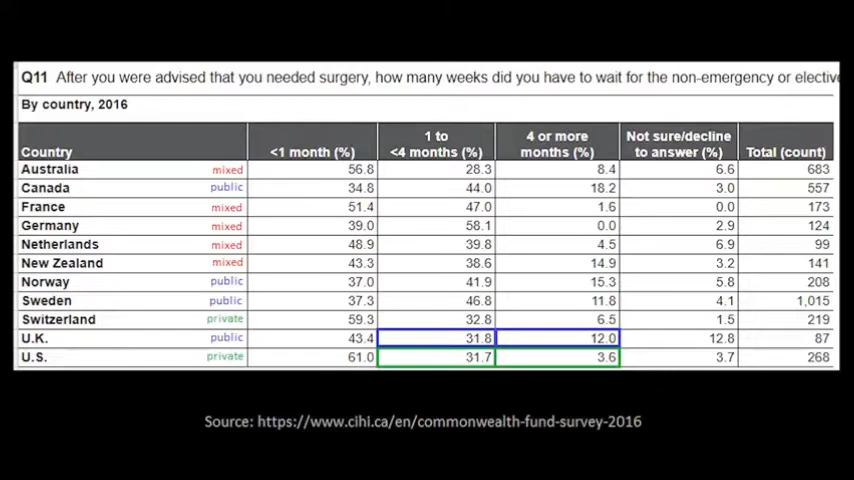 Q11 After you were advised that you needed surgery, how many weeks did you have to wait for the non-emergency or elective
By country, 2016
Country <1 month (%) 1 to <4 months (%) 4 or more months (%) Not sure/decline to answer (%) Total (count)
Australia mixed 56.8 28.3 8.4 6.6 683
Canada public 34.8 44.0 18.2 3.0 557
France mixed 51.4 47.0 1.6 0.0 173
Germany mixed 39.0 58.1 0.0 2.9 124
Netherlands mixed 48.9 39.8 4.5 6.9 99
New Zealand mixed 43.3 38.6 14.9 3.2 141
Norway public 37.0 41.9 15.3 5.8 208
Sweden public 37.3 46.8 11.8 4.1 1,015
Switzerland private 59.3 32.8 6.5 1.5 219
U.K. public 43.4 31.8 12.0 12.8 87
U.S. private 61.0 31.7 3.6 3.7 268
Source: https://www.cihi.ca/en/commonwealth-fund-survey-2016